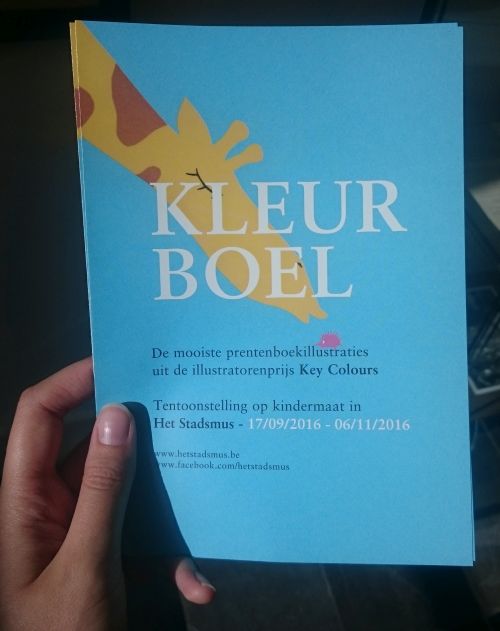 KLEUR
BOEL
De mooiste prentenboekillustraties
uit de illustratorenprijs Key Colours
Tentoonstelling op kindermaat in
Het Stadsmus - 17/09/2016 - 06/11/2016
www.hetstadsmus.be
www.facebook.com/hetstadsmus